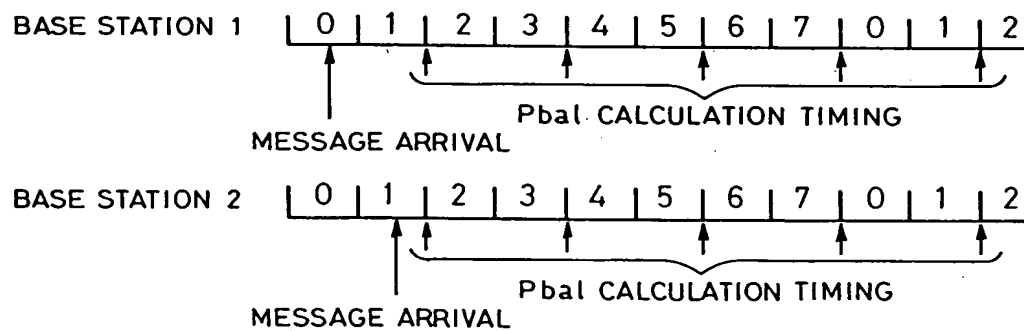 BASE STATION 1 0 1 2 3 4 5 6 7 0 1 2
Pbal CALCULATION TIMING
MESSAGE ARRIVAL
BASE STATION 2 0 1 2 3 4 5 6 7 0 1 2
Pbal CALCULATION TIMING
MESSAGE ARRIVAL